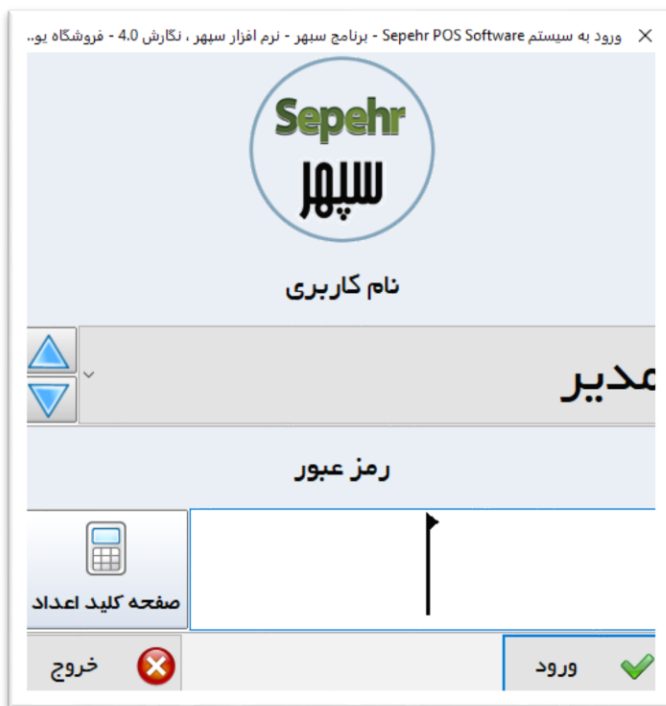 ورود به سیستم Sepehr POS Software - برنامج سبهر - نرم افزار سپهر ، نگارش 4.0 - فروشگاه یو..
Sepehr
سپهر
نام کاربری
مدیر
رمز عبور
صفحه کلید اعداد
ورود
خروج